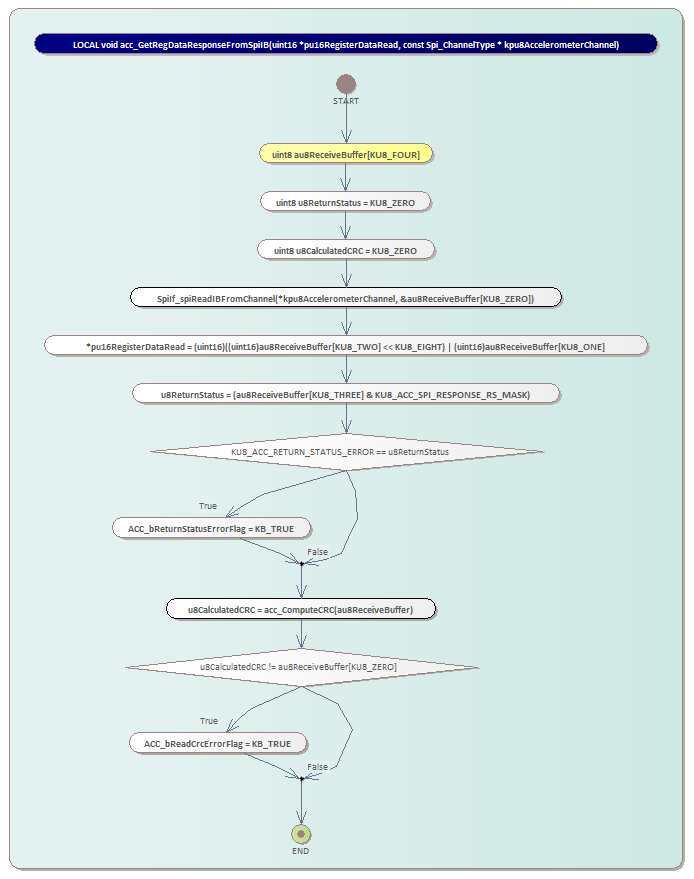 LOCAL void acc_GetRegDataResponseFromSpiIB(uint16 *pu16RegisterDataRead, const Spi_ChannelType * kpu8AccelerometerChannel)
START
uint8 au8ReceiveBuffer[KU8_FOUR]
uint8 u8ReturnStatus = KU8_ZERO
uint8 u8CalculatedCRC = KU8_ZERO
SpiIf_spiReadIBFromChannel(*kpu8AccelerometerChannel, &au8ReceiveBuffer[KU8_ZERO])
*pu16RegisterDataRead = (uint16)((uint16)au8ReceiveBuffer[KU8_TWO] << KU8_EIGHT) | (uint16)au8ReceiveBuffer[KU8_ONE]
u8ReturnStatus = (au8ReceiveBuffer[KU8_THREE] & KU8_ACC_SPI_RESPONSE_RS_MASK)
KU8_ACC_RETURN_STATUS_ERROR == u8ReturnStatus
True
ACC_bReturnStatusErrorFlag = KB_TRUE
False
u8CalculatedCRC = acc_ComputeCRC(au8ReceiveBuffer)
u8CalculatedCRC != au8ReceiveBuffer[KU8_ZERO]
True
ACC_bReadCrcErrorFlag = KB_TRUE
False
END